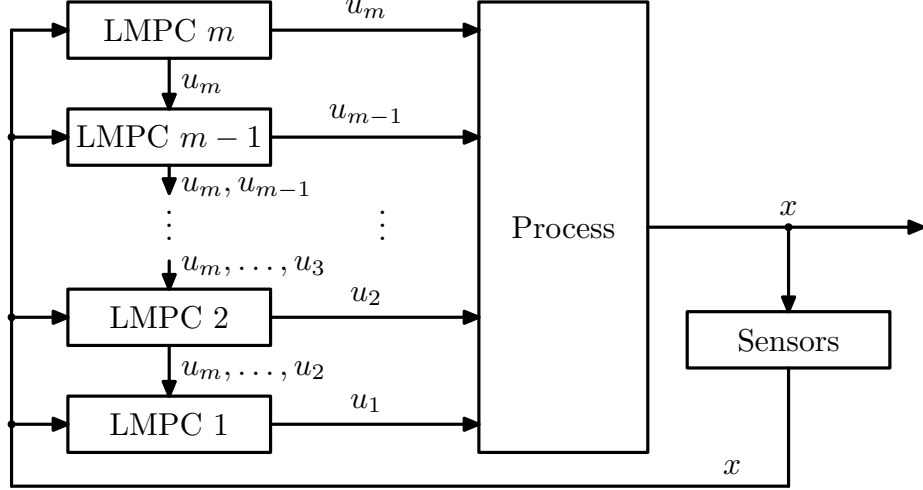 LMPC m
u_m
u_m
LMPC m − 1
u_{m−1}
u_m, u_{m−1}
⋮
⋮
Process
x
u_m, …, u_3
LMPC 2
u_2
Sensors
u_m, …, u_2
LMPC 1
u_1
x